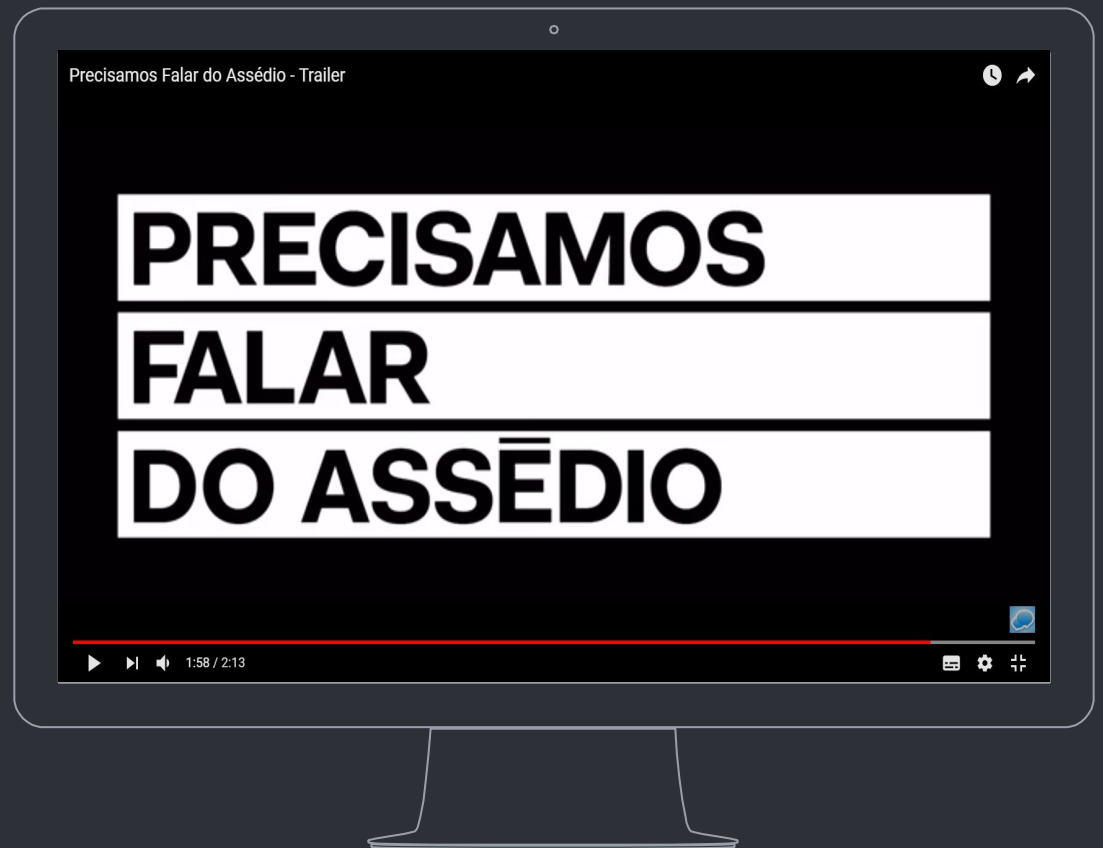 Precisamos Falar do Assédio - Trailer
PRECISAMOS
FALAR
DO ASSĒDIO
1:58 / 2:13